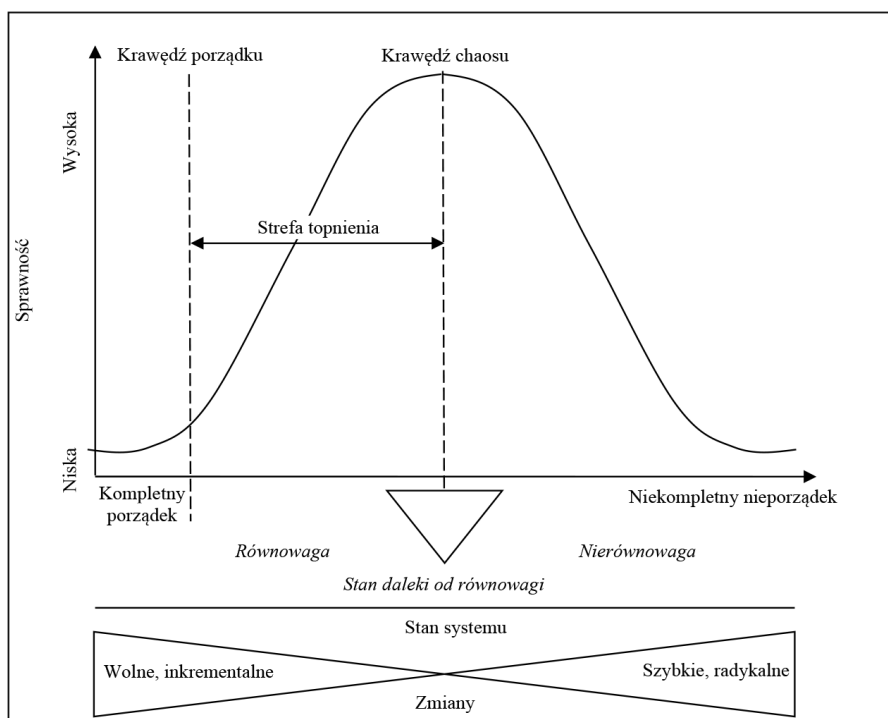 Krawędź porządku
Krawędź chaosu
Wysoka
Strefa topnienia
Sprawność
Niska
Kompletny
porządek
Niekompletny nieporządek
Równowaga
Nierównowaga
Stan daleki od równowagi
Stan systemu
Wolne, inkrementalne
Szybkie, radykalne
Zmiany